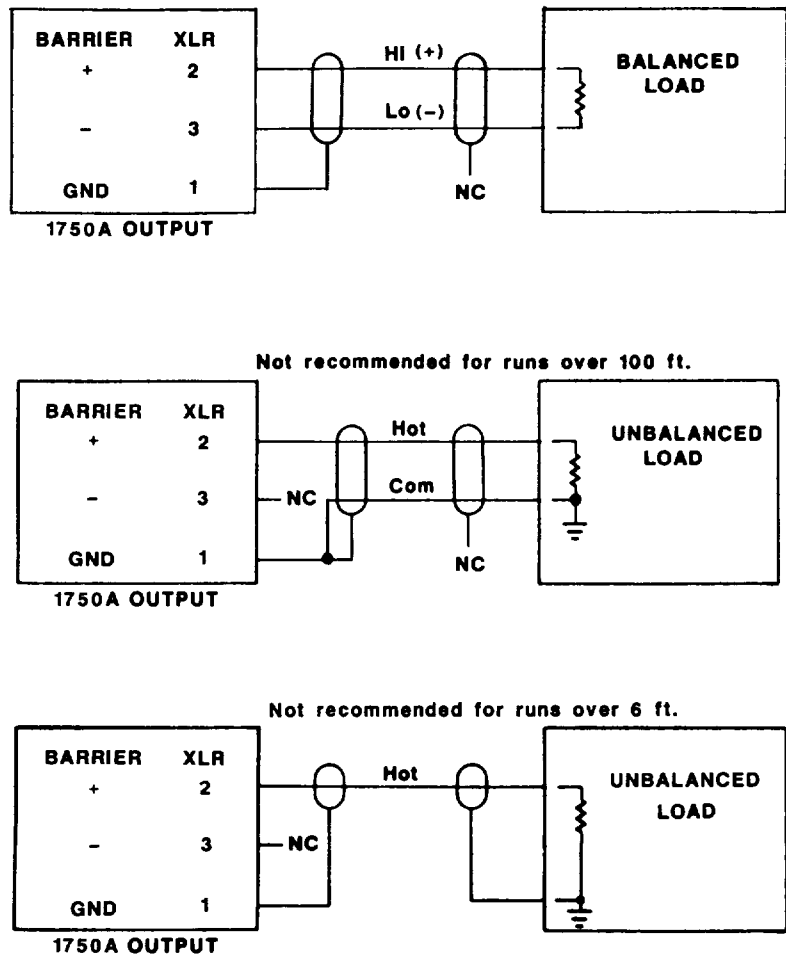 BARRIER XLR
+ 2
HI (+)
BALANCED
LOAD
- 3
Lo (-)
GND 1
NC
1750A OUTPUT
Not recommended for runs over 100 ft.
BARRIER XLR
+ 2
Hot
UNBALANCED
LOAD
- 3 NC
Com
GND 1
NC
1750A OUTPUT
Not recommended for runs over 6 ft.
BARRIER XLR
+ 2
Hot
UNBALANCED
LOAD
- 3 NC
GND 1
1750A OUTPUT